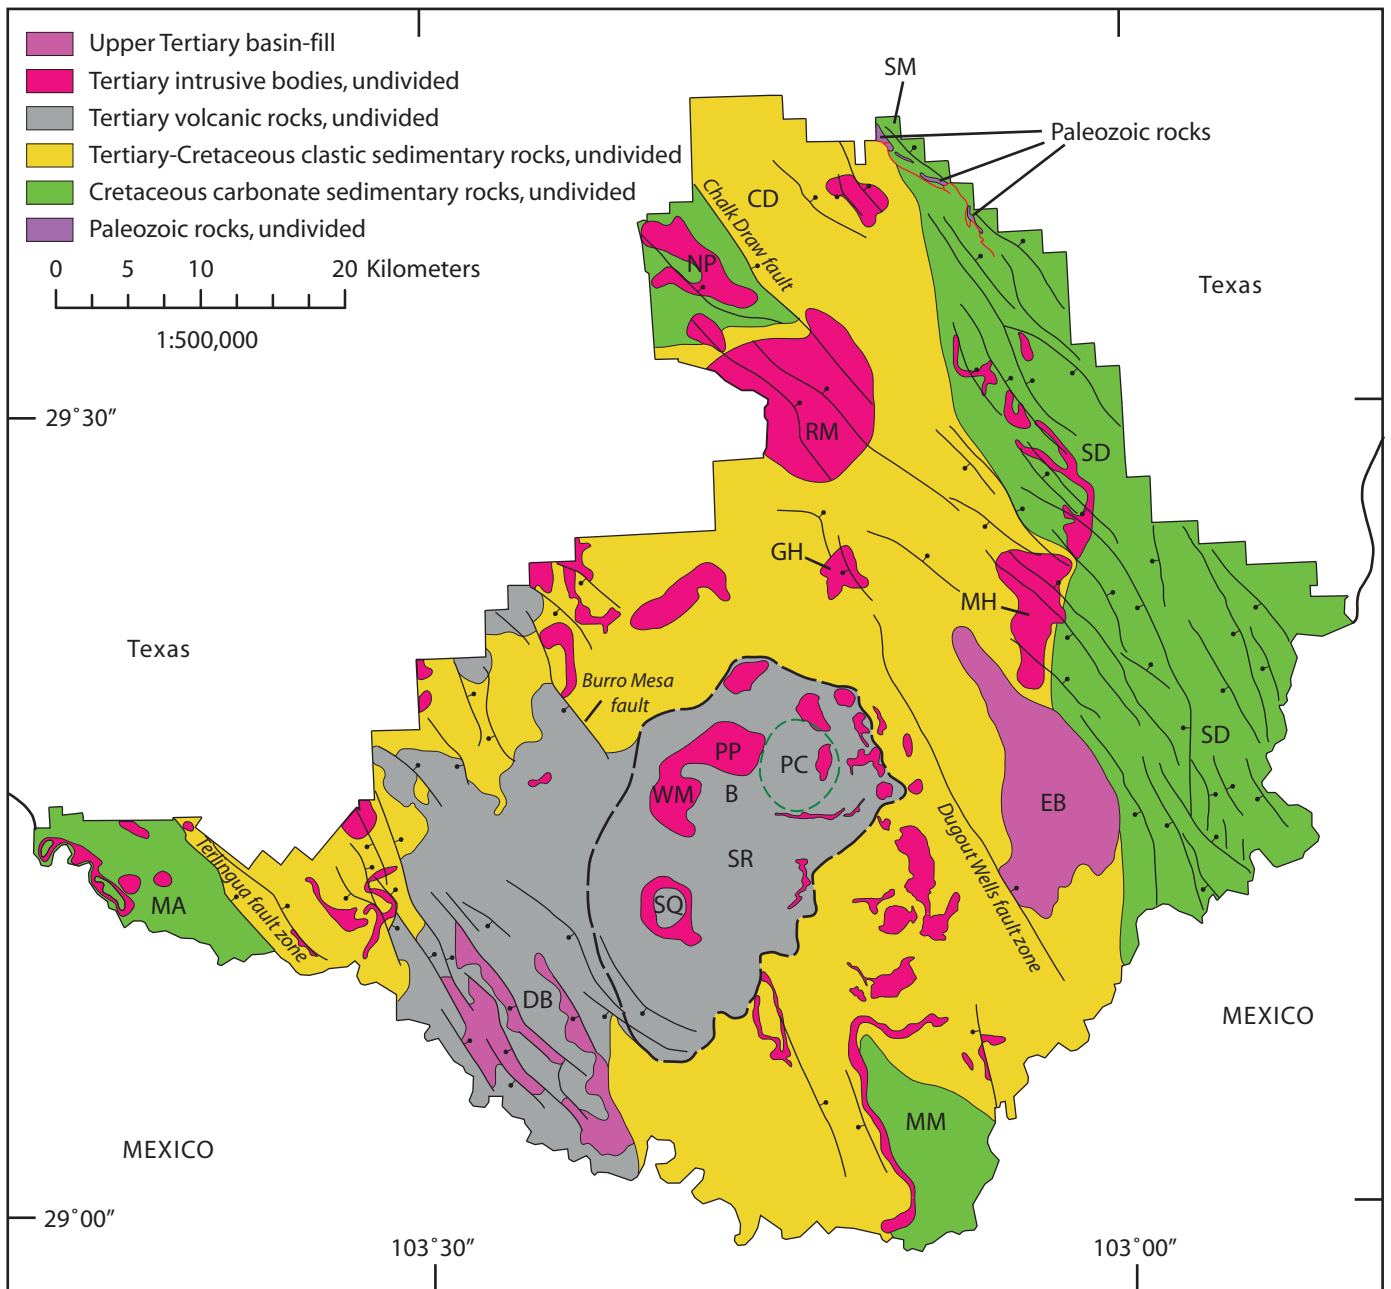 Upper Tertiary basin-fill
Tertiary intrusive bodies, undivided
Tertiary volcanic rocks, undivided
Tertiary-Cretaceous clastic sedimentary rocks, undivided
Cretaceous carbonate sedimentary rocks, undivided
Paleozoic rocks, undivided
0 5 10 20 Kilometers
1:500,000
SM
Paleozoic rocks
CD
Chalk Draw fault
NP
Texas
29˚30″
RM
SD
GH
MH
Texas
Burro Mesa
fault
PP
PC
SD
WM
B
EB
SR
Dugout Wells fault zone
Terlingua fault zone
MA
SQ
DB
MEXICO
MM
MEXICO
29˚00″
103˚30″
103˚00″